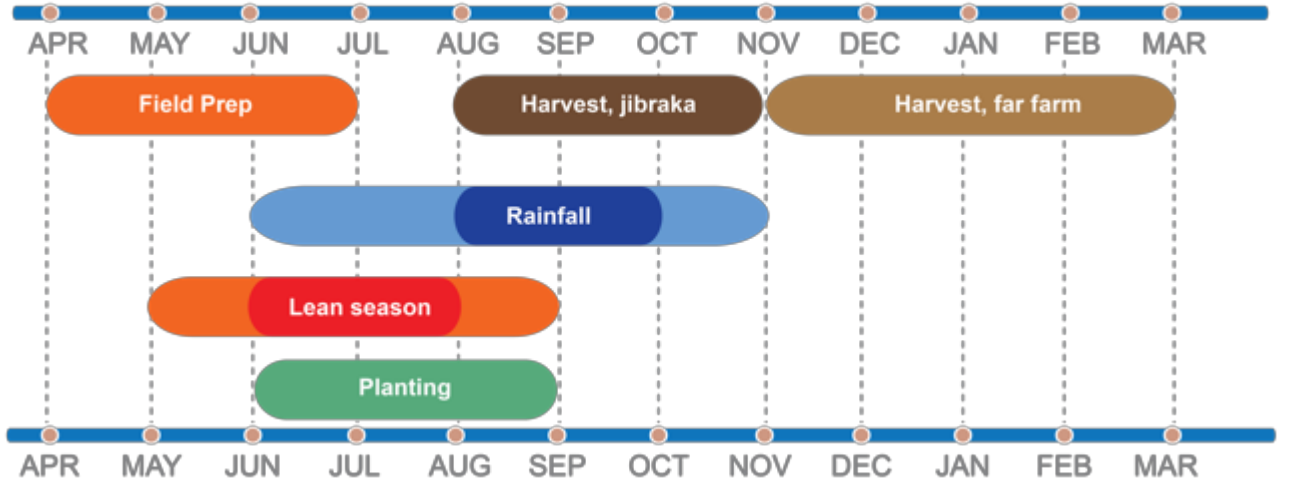 APR MAY JUN JUL AUG SEP OCT NOV DEC JAN FEB MAR
Field Prep Harvest, jibraka Harvest, far farm
Rainfall
Lean season
Planting
APR MAY JUN JUL AUG SEP OCT NOV DEC JAN FEB MAR